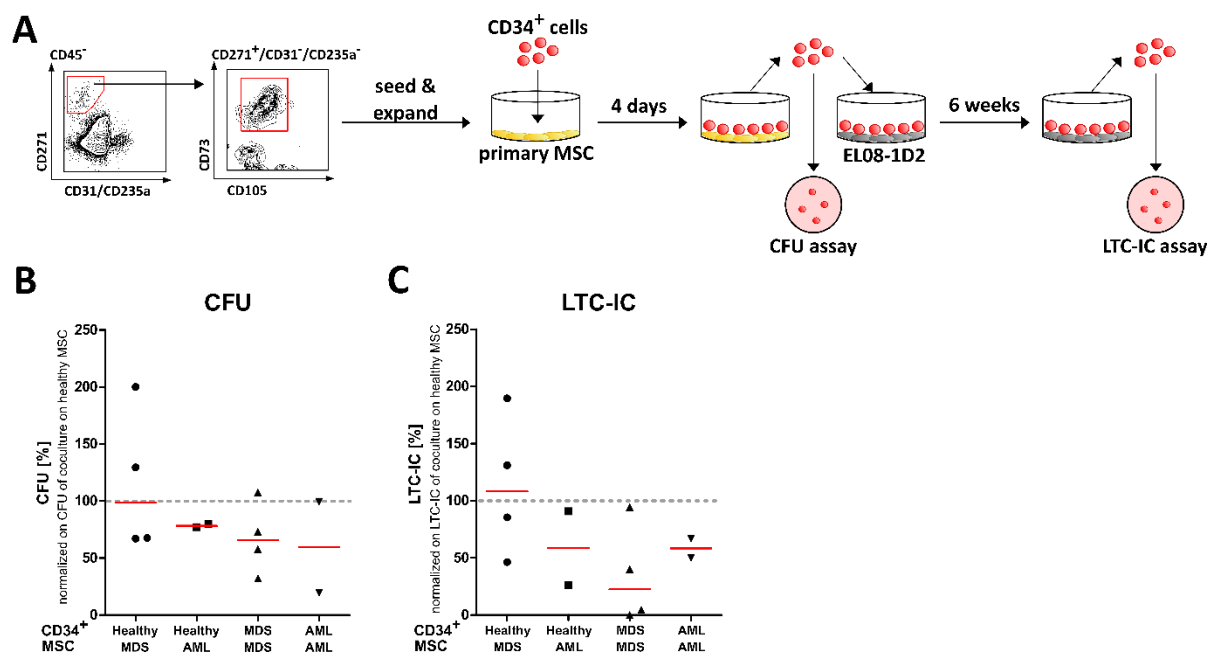 A
CD45⁻
CD271
CD31/CD235a
CD271⁺/CD31⁻/CD235a⁻
CD73
CD105
seed &
expand
CD34⁺ cells
primary MSC
4 days
EL08-1D2
CFU assay
6 weeks
LTC-IC assay
B
CFU
CFU [%]
normalized on CFU of coculture on healthy MSC
250
200
150
100
50
0
CD34⁺ Healthy Healthy MDS AML
MSC MDS AML MDS AML
C
LTC-IC
LTC-IC [%]
normalized on LTC-IC of coculture on healthy MSC
250
200
150
100
50
0
CD34⁺ Healthy Healthy MDS AML
MSC MDS AML MDS AML